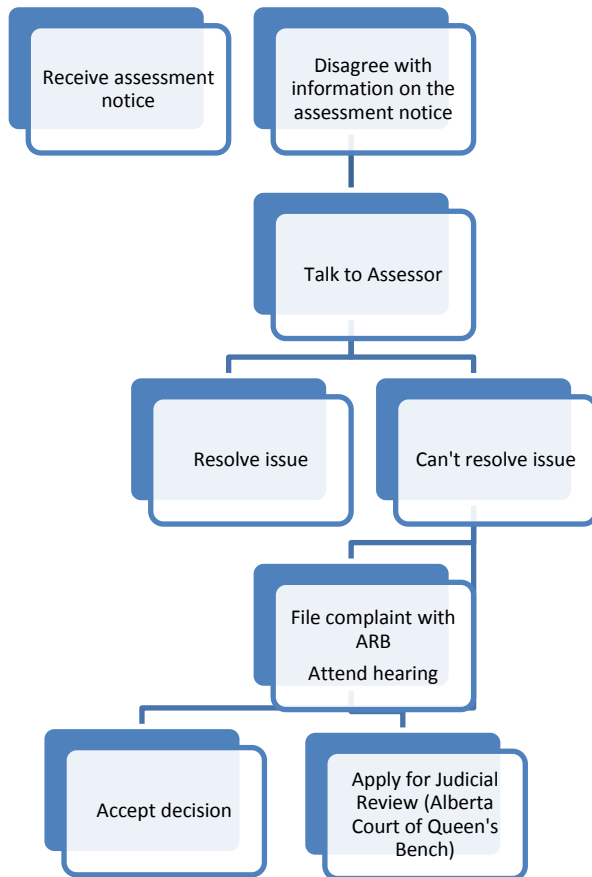 Receive assessment
notice
Disagree with
information on the
assessment notice
Talk to Assessor
Resolve issue
Can't resolve issue
File complaint with
ARB
Attend hearing
Accept decision
Apply for Judicial
Review (Alberta
Court of Queen's
Bench)